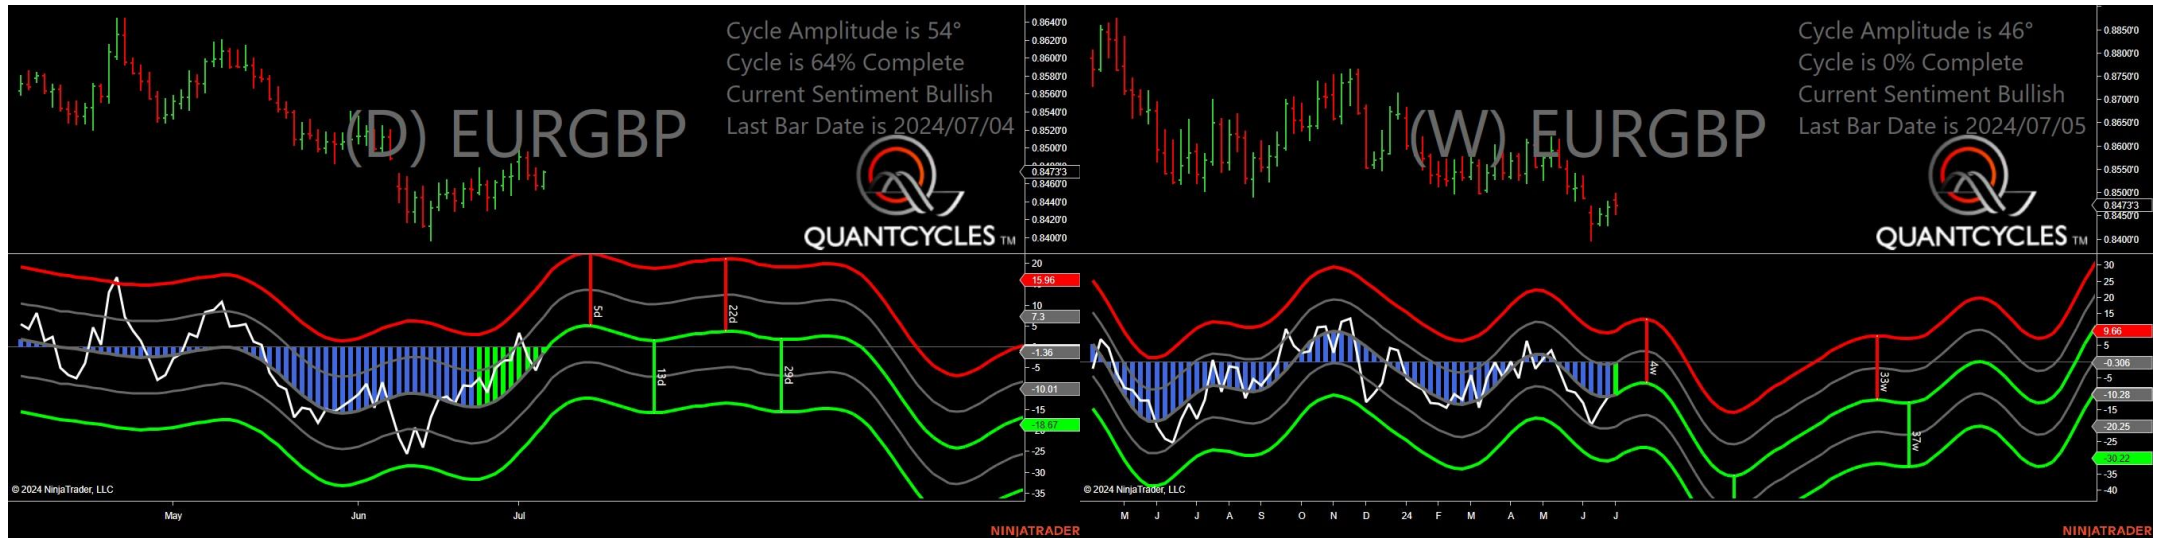 Cycle Amplitude is 54°
Cycle is 64% Complete
Current Sentiment Bullish
Last Bar Date is 2024/07/04
(D) EURGBP
QUANTCYCLES TM
0.8640'0
0.8620'0
0.8600'0
0.8580'0
0.8560'0
0.8540'0
0.8520'0
0.8500'0
0.8473'3
0.8460'0
0.8440'0
0.8420'0
0.8400'0
20
15.96
10
7.3
5
-1.36
-5
-10.01
-15
-18.67
-25
-30
-35
5d
13d
22d
29d
© 2024 NinjaTrader, LLC
May
Jun
Jul
NINJATRADER
Cycle Amplitude is 46°
Cycle is 0% Complete
Current Sentiment Bullish
Last Bar Date is 2024/07/05
(W) EURGBP
QUANTCYCLES TM
0.8850'0
0.8800'0
0.8750'0
0.8700'0
0.8650'0
0.8600'0
0.8550'0
0.8500'0
0.8473'3
0.8450'0
0.8400'0
30
25
20
15
9.66
5
-0.306
-5
-10.28
-15
-20.25
-25
-30.22
-35
-40
4w
33w
37w
© 2024 NinjaTrader, LLC
M J J A S O N D 24 F M A M J J
NINJATRADER